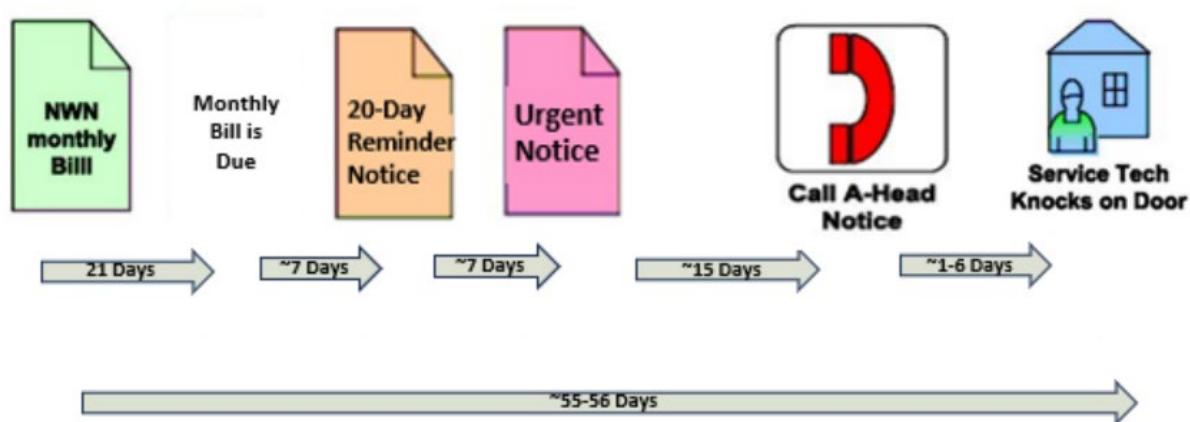 NWN
monthly
Billl
Monthly
Bill is
Due
20-Day
Reminder
Notice
Urgent
Notice
Call A-Head
Notice
Service Tech
Knocks on Door
21 Days
~7 Days
~7 Days
~15 Days
~1-6 Days
~55-56 Days